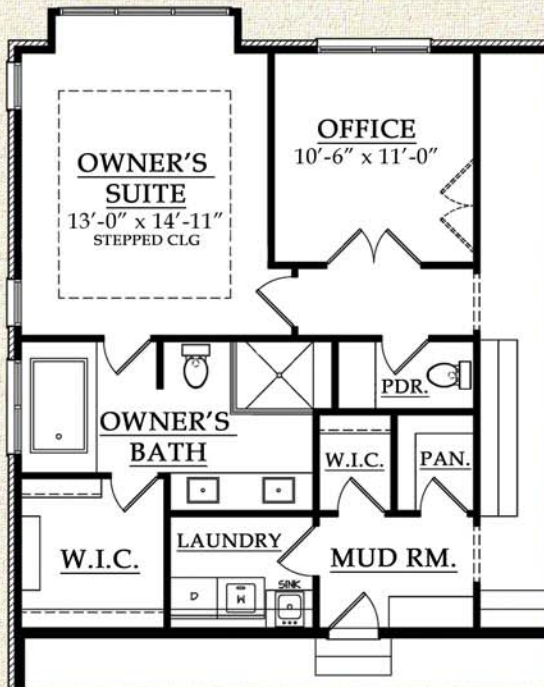 OFFICE
10'-6" x 11'-0"
OWNER'S
SUITE
13'-0" x 14'-11"
STEPPED CLG
PDR.
OWNER'S
BATH
W.I.C.
PAN.
LAUNDRY
W.I.C.
MUD RM.
SINK
D
W